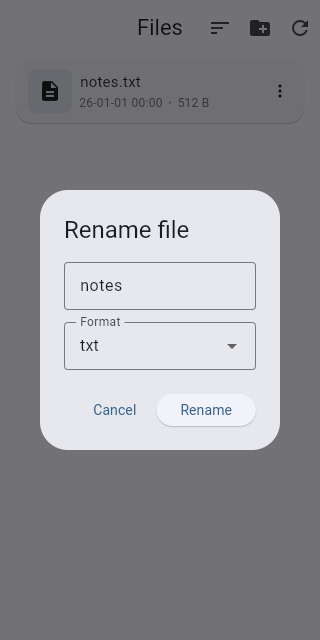 Files
notes.txt
26-01-01 00:00 • 512 B
Rename file
notes
Format
txt
Cancel
Rename